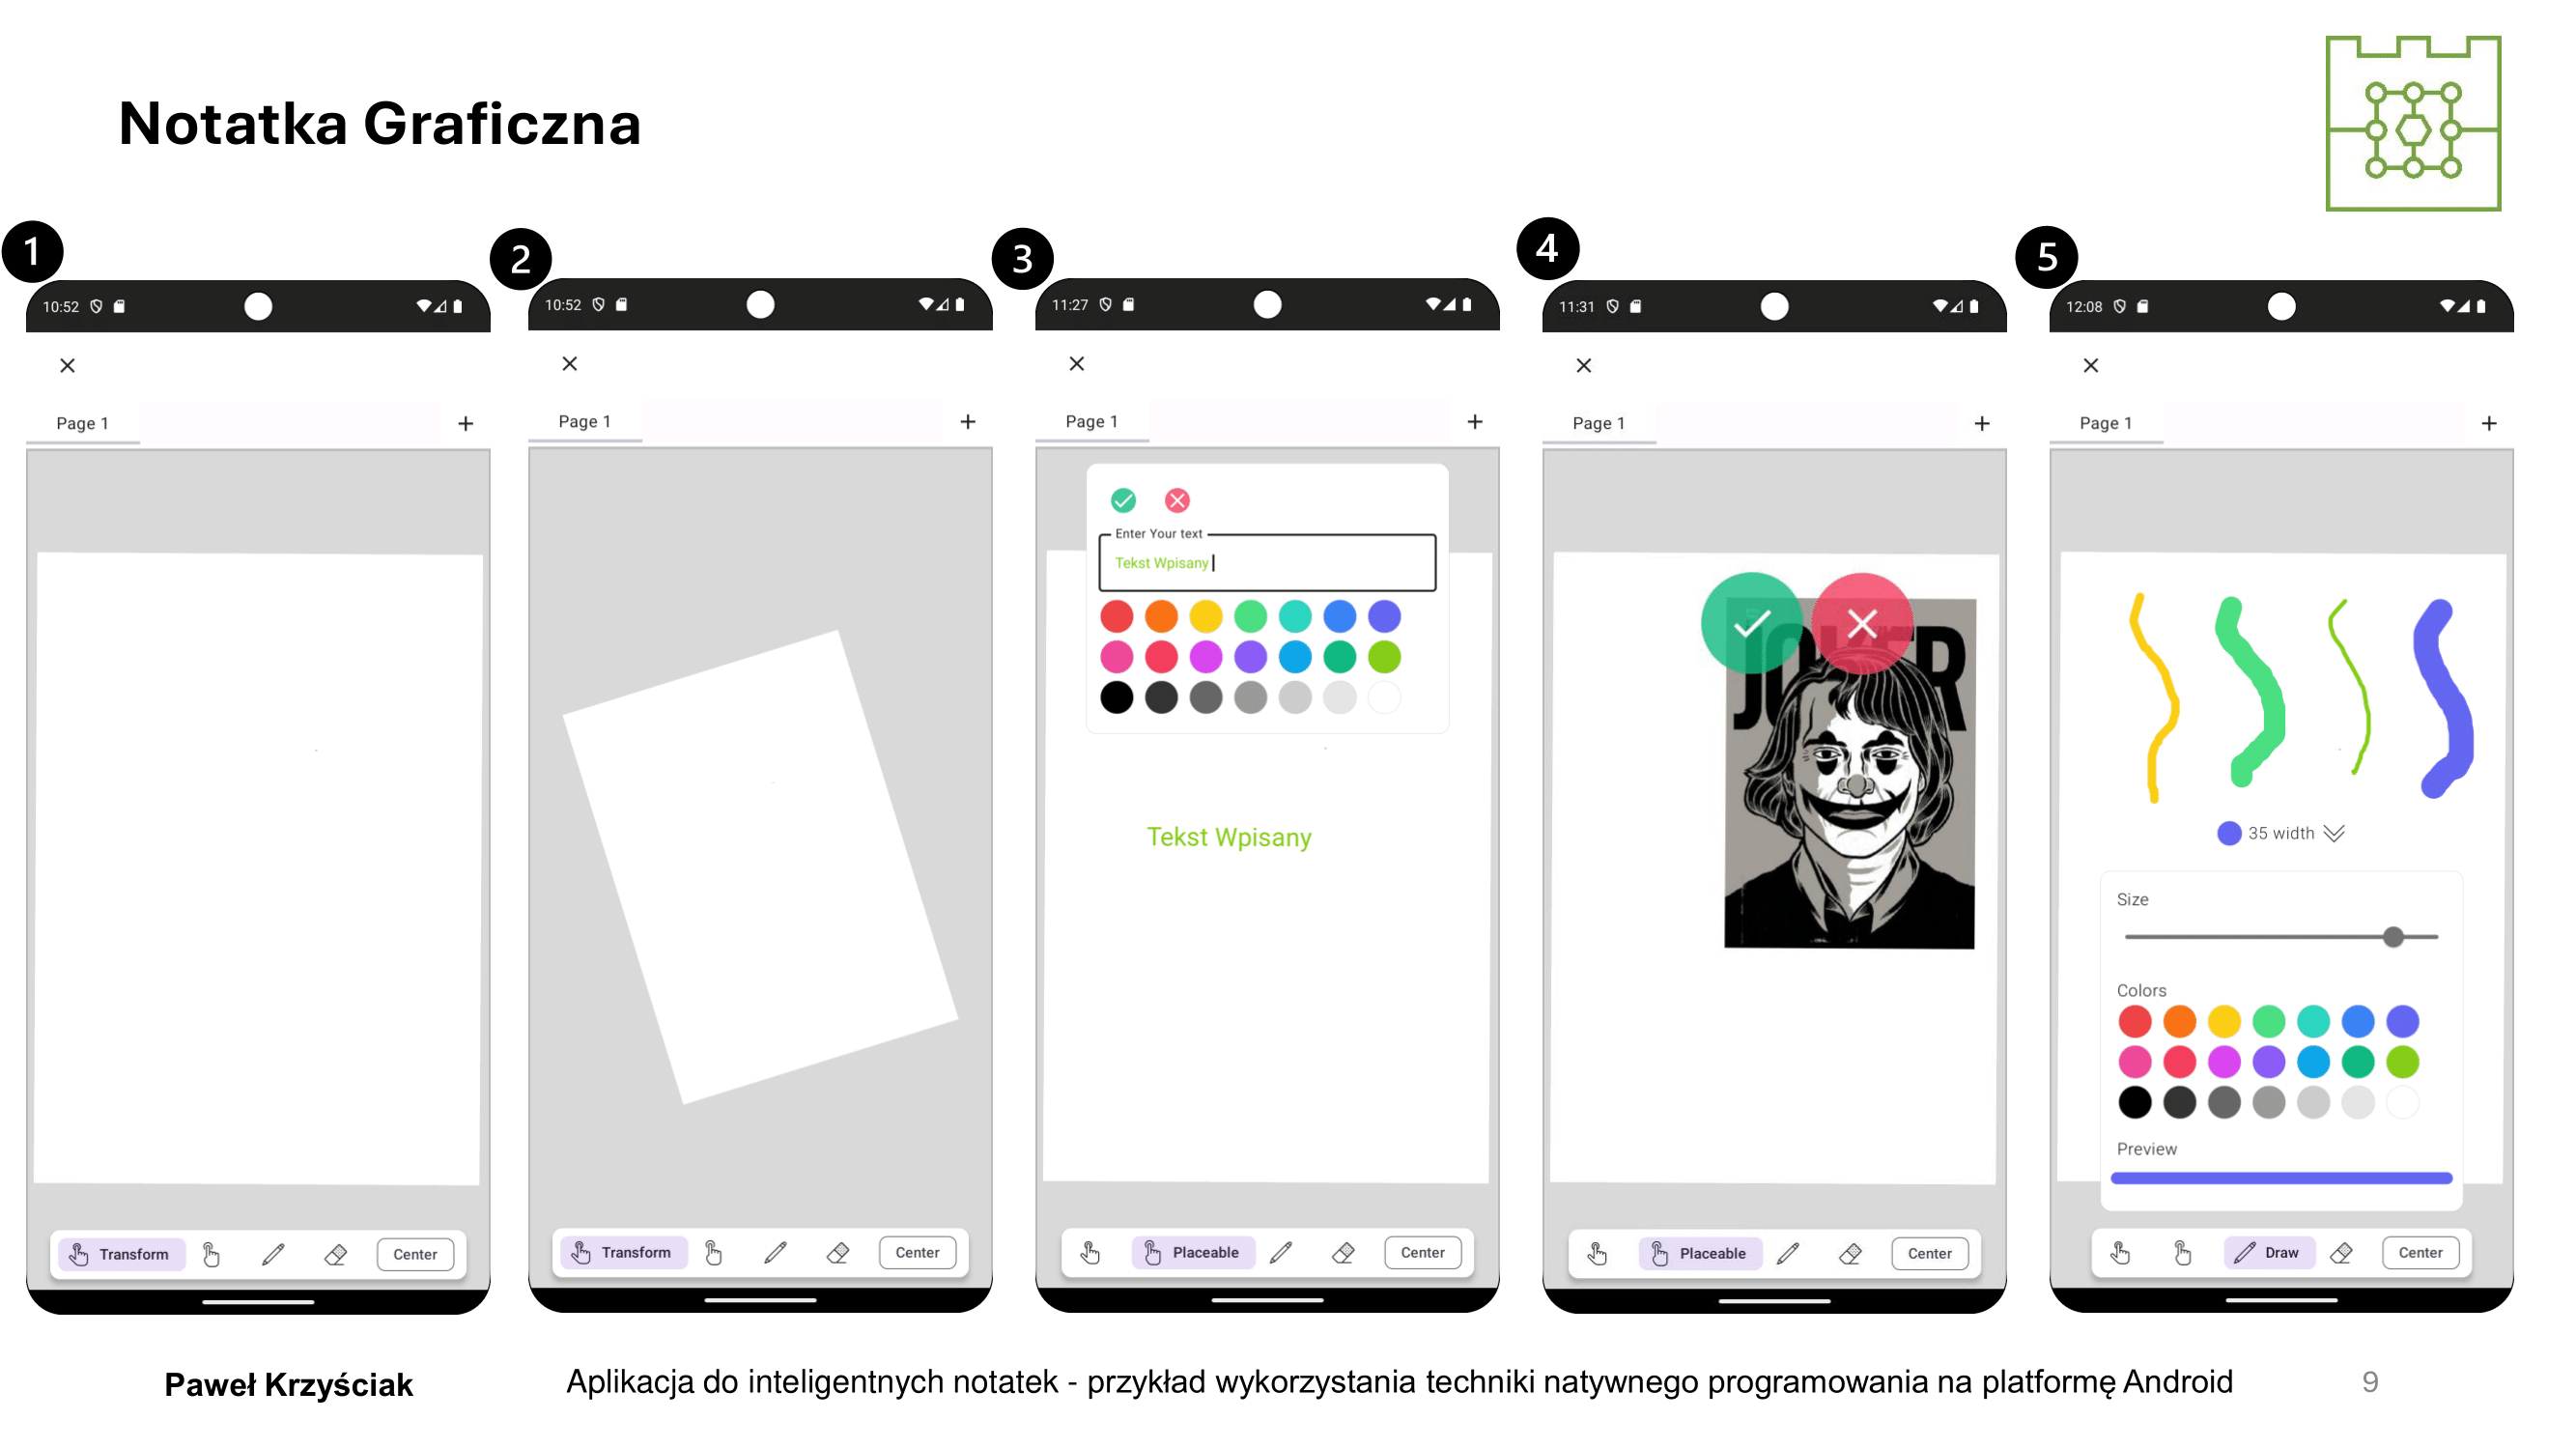 Notatka Graficzna
1
10:52
Page 1
+
Transform
Center
2
10:52
Page 1
+
Transform
Center
3
11:27
Page 1
+
Enter Your text
Tekst Wpisany
Tekst Wpisany
Placeable
Center
4
11:31
Page 1
+
JOKER
Placeable
Center
5
12:08
Page 1
+
35 width
Size
Colors
Preview
Draw
Center
Paweł Krzyściak
Aplikacja do inteligentnych notatek - przykład wykorzystania techniki natywnego programowania na platformę Android
9